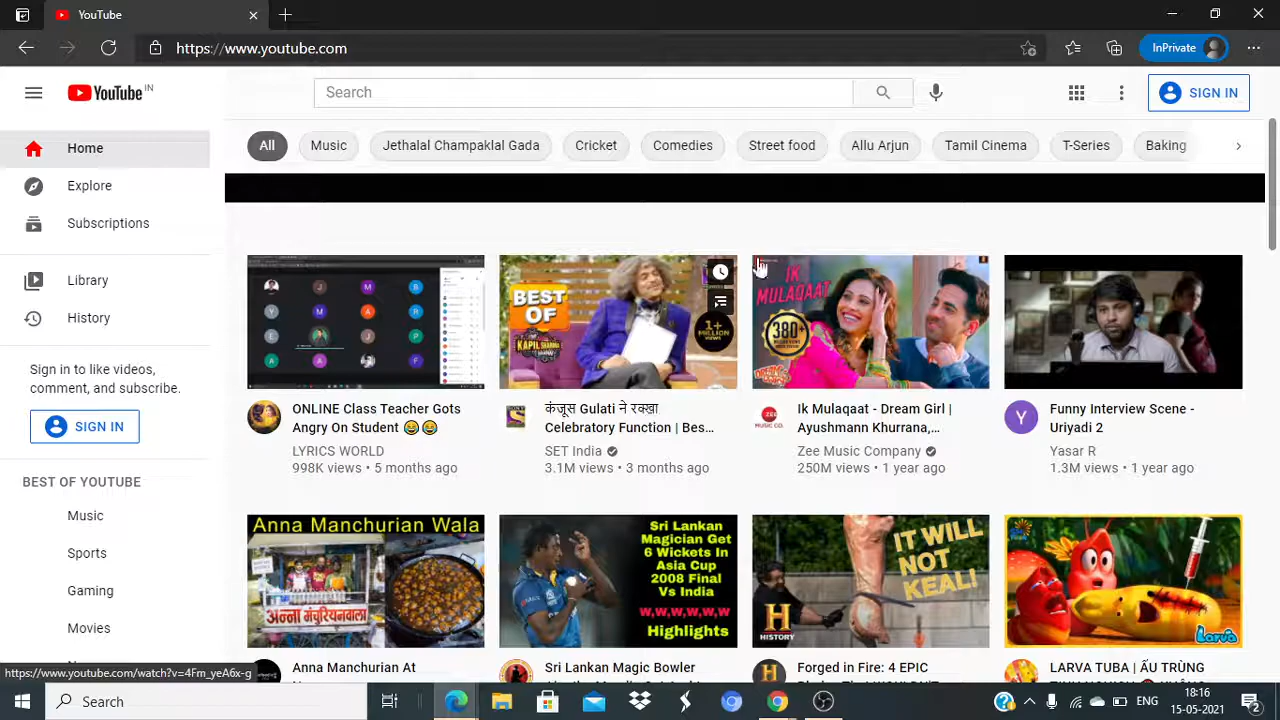 YouTube
https://www.youtube.com
InPrivate
YouTube IN
Search
SIGN IN
Home
Explore
Subscriptions
Library
History
Sign in to like videos,
comment, and subscribe.
SIGN IN
BEST OF YOUTUBE
Music
Sports
Gaming
Movies
All Music Jethalal Champaklal Gada Cricket Comedies Street food Allu Arjun Tamil Cinema T-Series Baking
BEST
OF
KAPIL SHARMA
1+
MILLION
VIEWS
IK
MULAQAAT
380+
ONLINE Class Teacher Gots
Angry On Student 😂😂
LYRICS WORLD
998K views • 5 months ago
कंजूस Gulati ने रक्खा
Celebratory Function | Bes...
SET India
3.1M views • 3 months ago
ZEE
MUSIC CO.
Ik Mulaqaat - Dream Girl |
Ayushmann Khurrana,...
Zee Music Company
250M views • 1 year ago
Y
Funny Interview Scene -
Uriyadi 2
Yasar R
1.3M views • 1 year ago
Anna Manchurian Wala
अन्ना मंचुरियनवाला
Sri Lankan
Magician Get
6 Wickets In
Asia Cup
2008 Final
Vs India
W,W,W,W,W,W
Highlights
IT WILL
NOT
KEAL!
H
HISTORY
Larva
Anna Manchurian At
Sri Lankan Magic Bowler
Forged in Fire: 4 EPIC
LARVA TUBA | ẤU TRÙNG
https://www.youtube.com/watch?v=4Fm_yeA6x-g
Search
ENG
18:16
15-05-2021
2